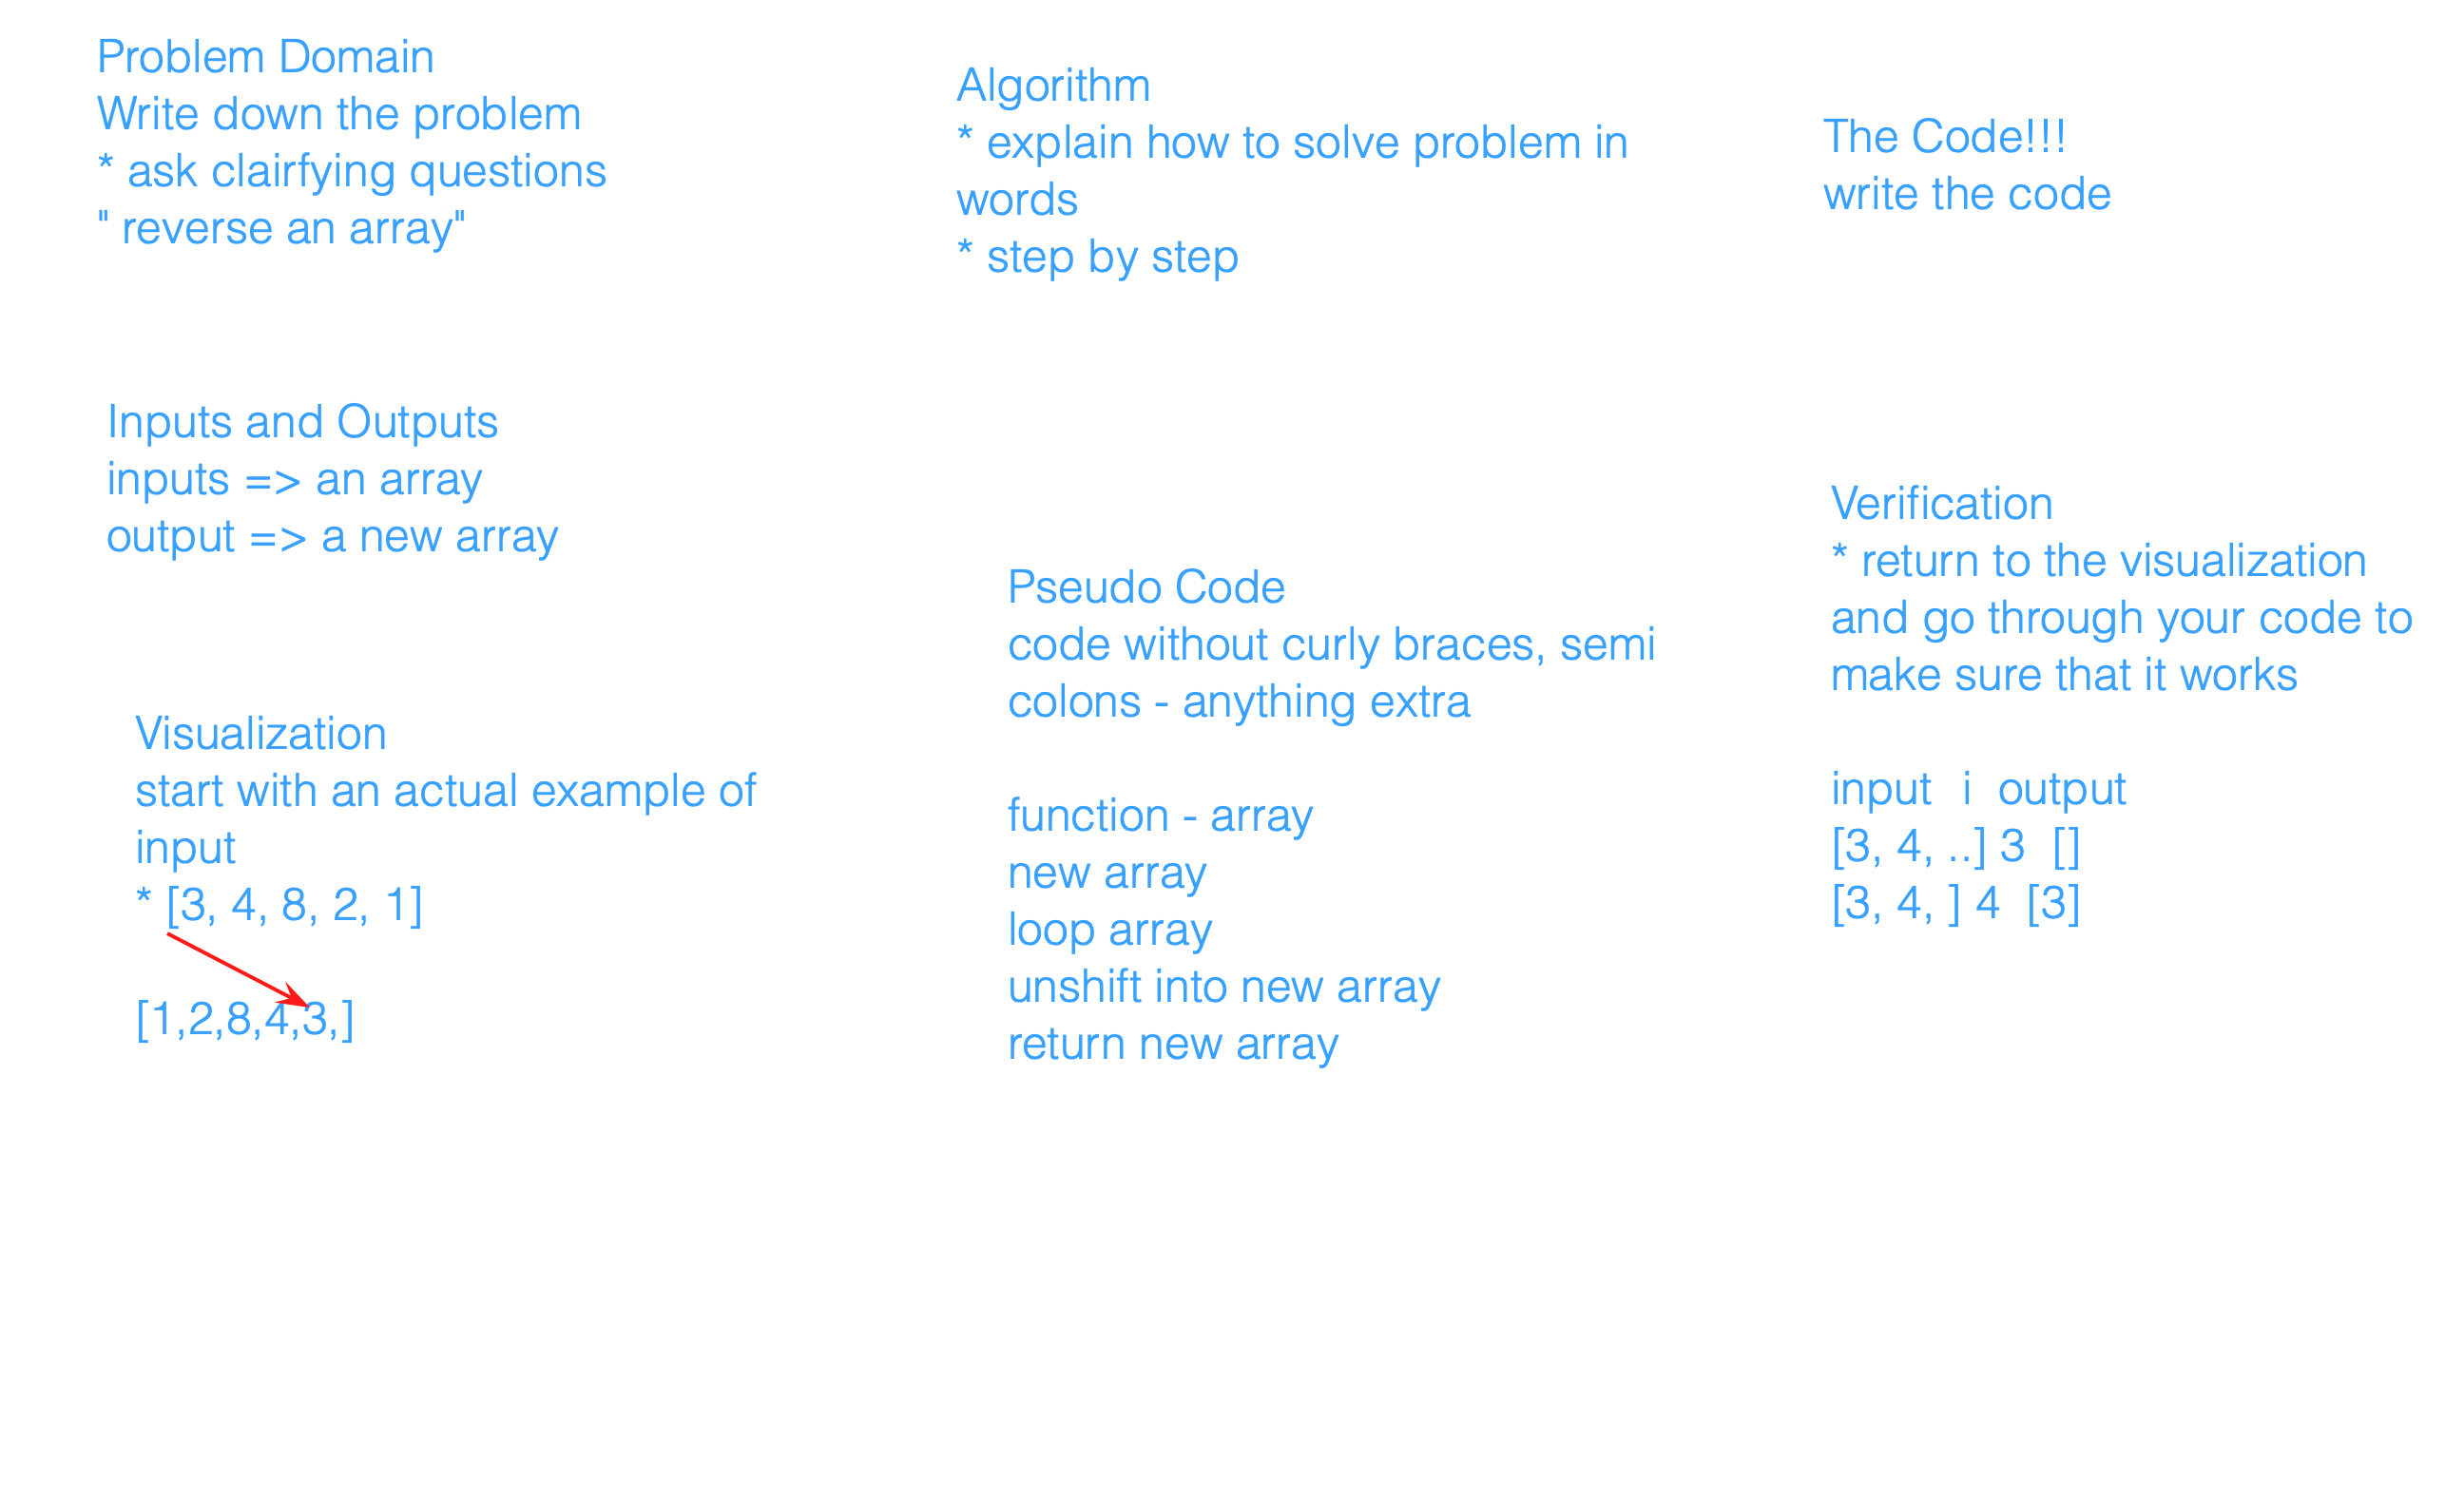 Problem Domain
Write down the problem
* ask clairfying questions
" reverse an array"
Inputs and Outputs
inputs => an array
output => a new array
Visualization
start with an actual example of
input
* [3, 4, 8, 2, 1]
[1,2,8,4,3,]
Algorithm
* explain how to solve problem in
words
* step by step
Pseudo Code
code without curly braces, semi
colons - anything extra
function - array
new array
loop array
unshift into new array
return new array
The Code!!!
write the code
Verification
* return to the visualization
and go through your code to
make sure that it works
input i output
[3, 4, ..] 3 []
[3, 4, ] 4 [3]